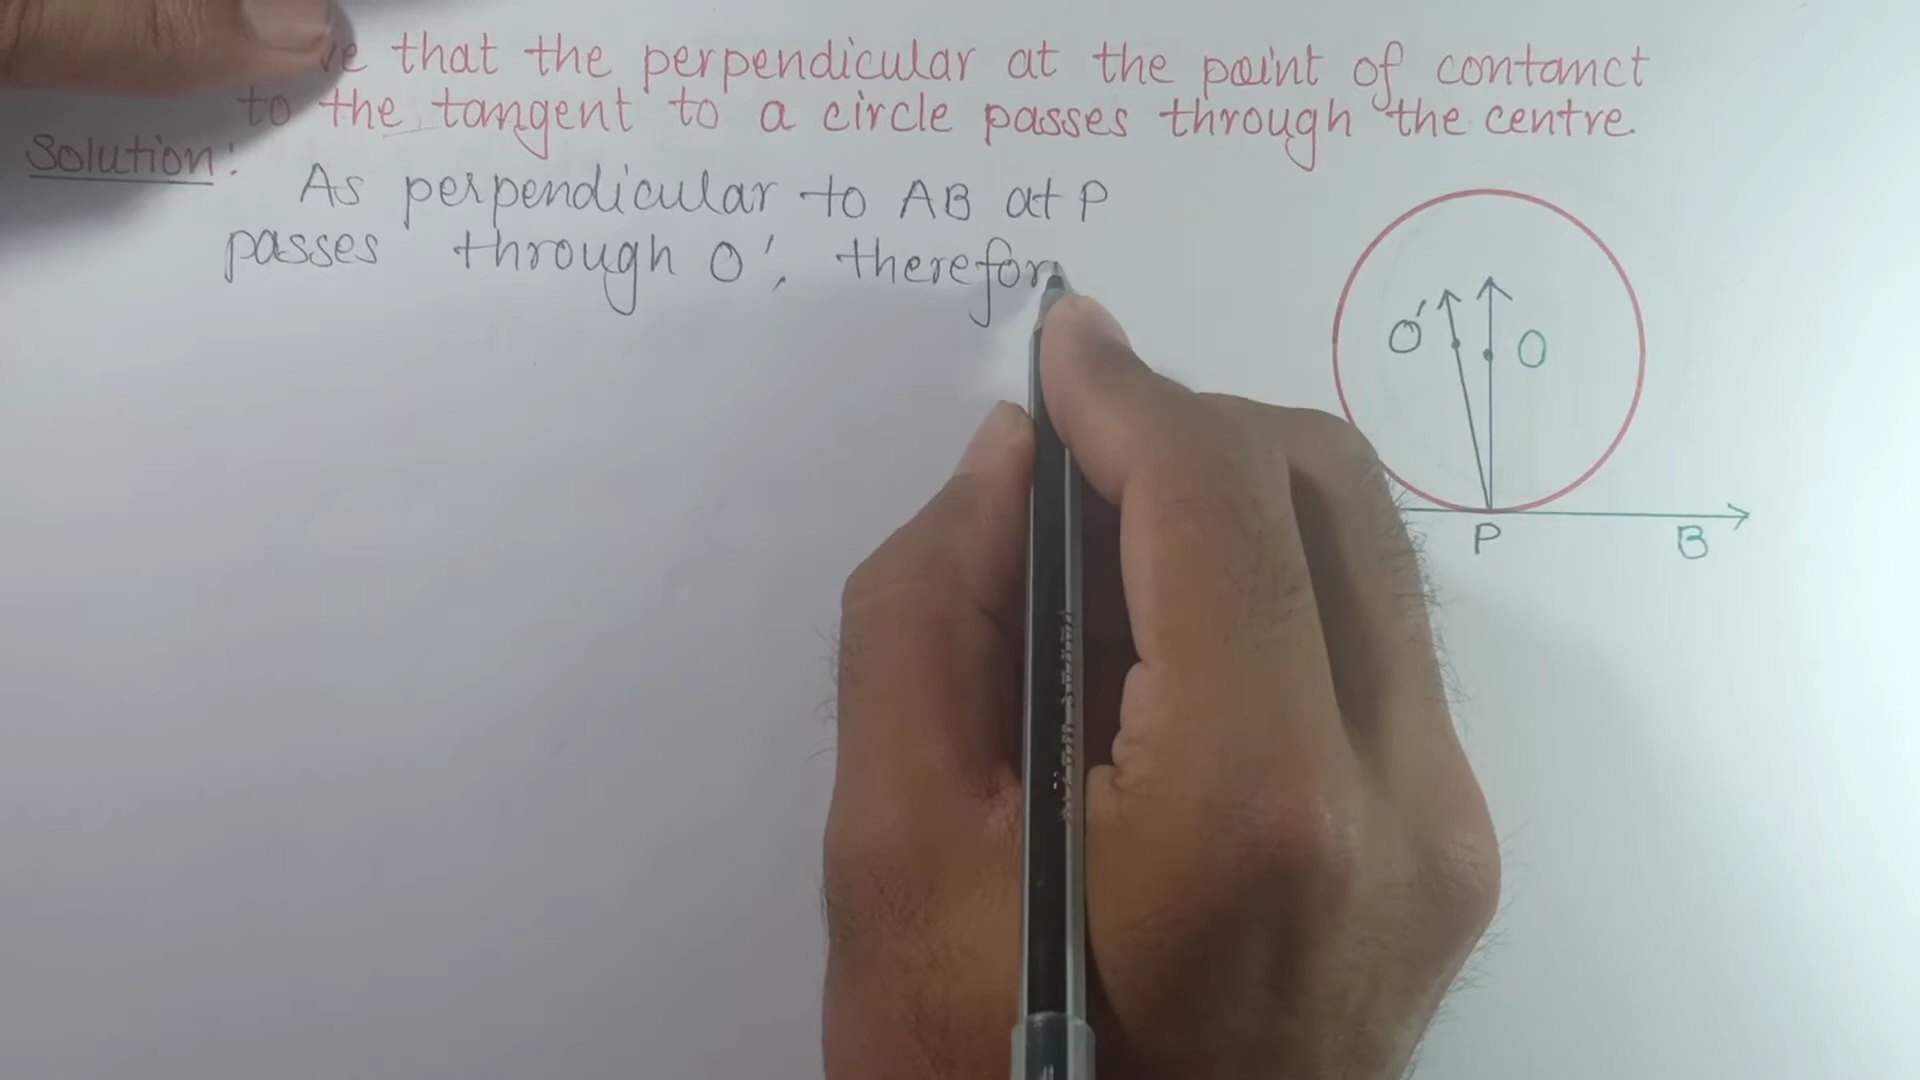 that the perpendicular at the point of contanct
to the tangent to a circle passes through the centre.
Solution:
As perpendicular to AB at P
passes through O', therefor
O'
O
P
B